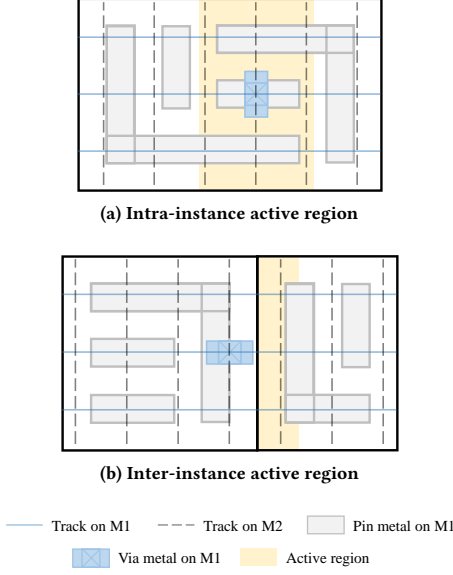 (a) Intra-instance active region
(b) Inter-instance active region
Track on M1 Track on M2 Pin metal on M1
Via metal on M1 Active region